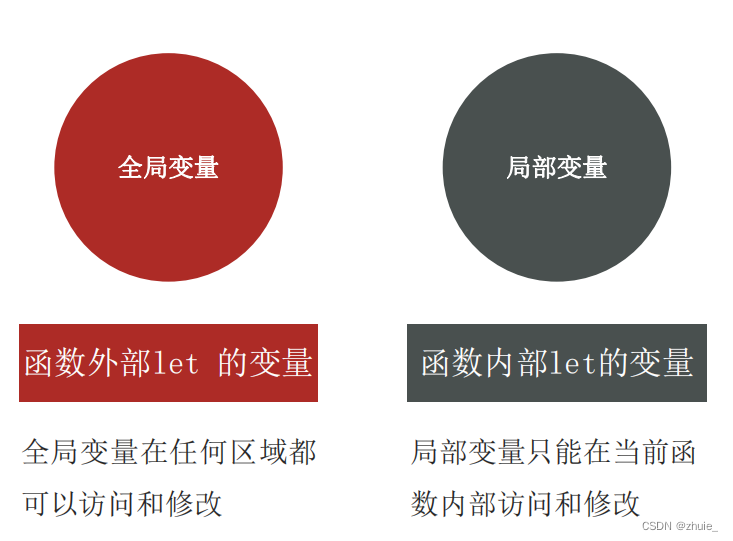 全局变量
局部变量
函数外部let 的变量
函数内部let的变量
全局变量在任何区域都
可以访问和修改
局部变量只能在当前函
数内部访问和修改
CSDN @zhuie_